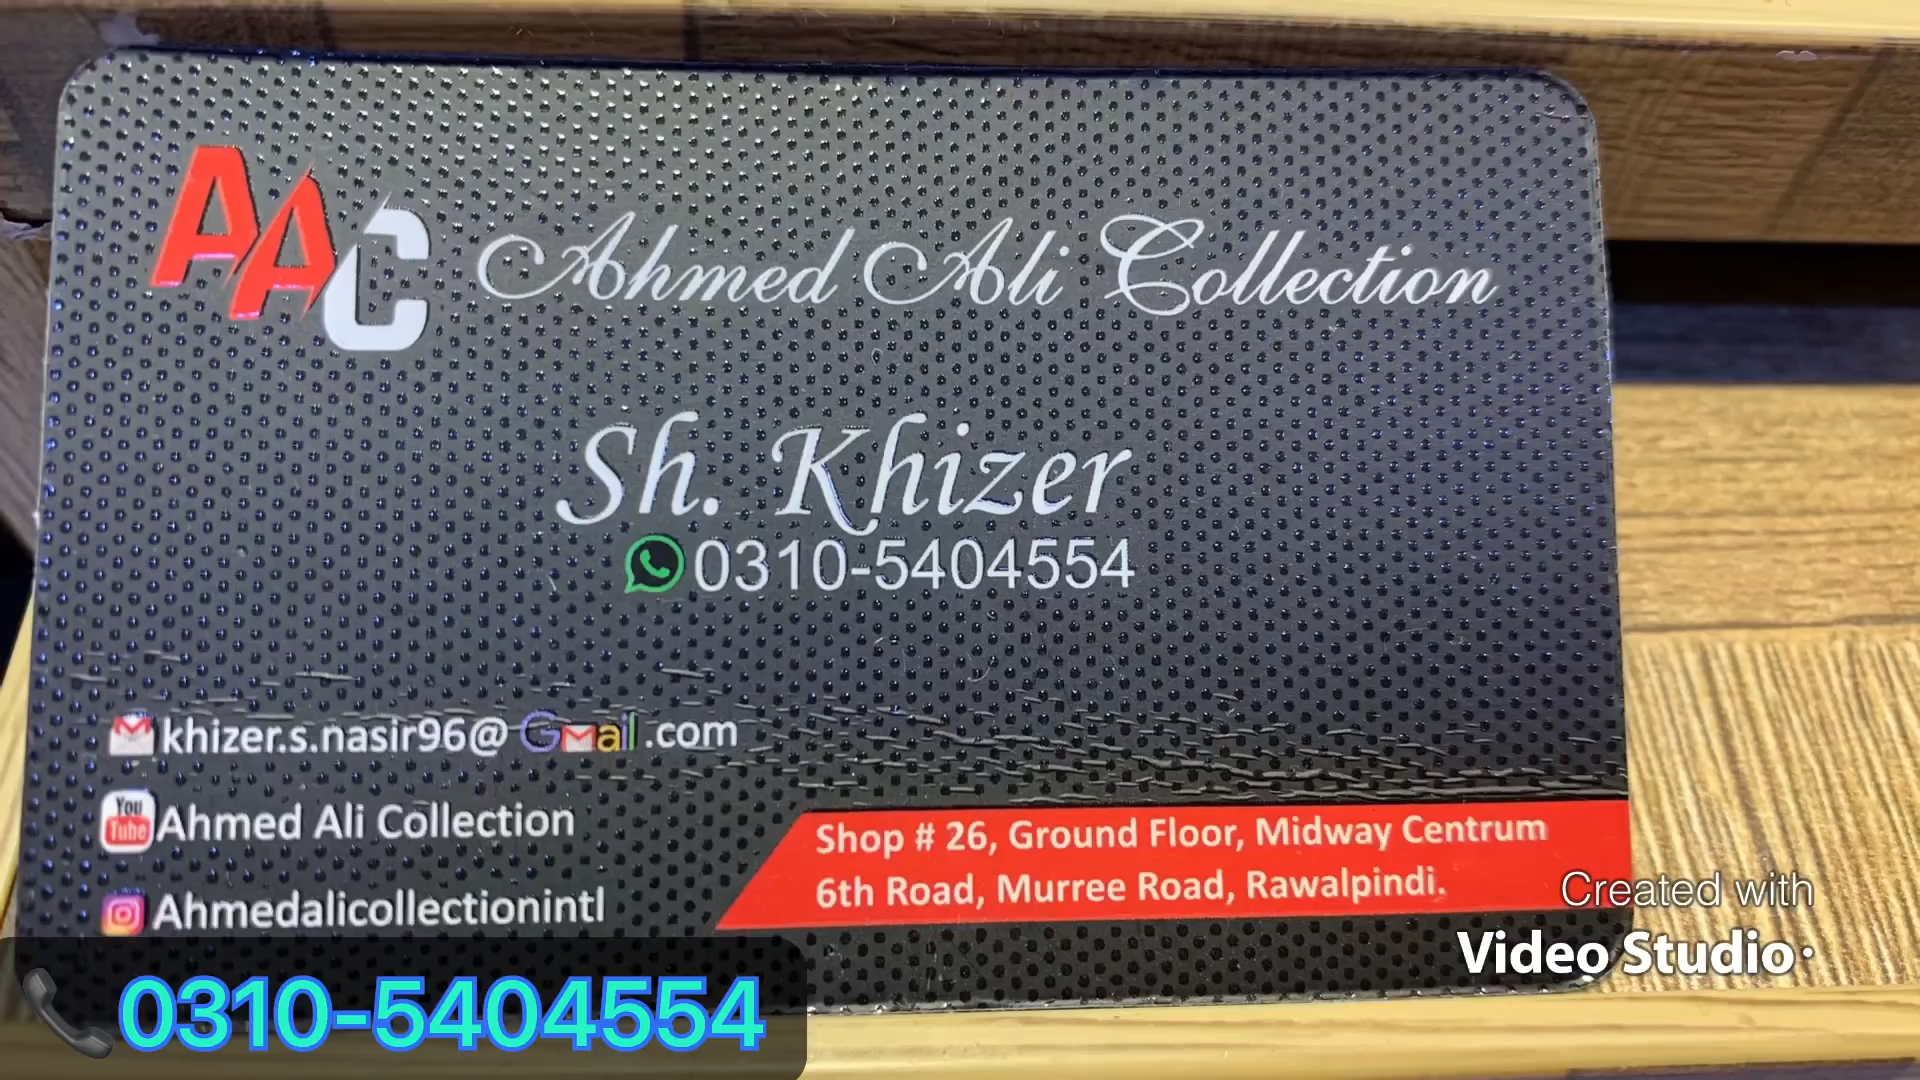 AAC Ahmed Ali Collection
Sh. Khizer
0310-5404554
khizer.s.nasir96@ Gmail .com
You Tube Ahmed Ali Collection
Ahmedalicollectionintl
Shop # 26, Ground Floor, Midway Centrum
6th Road, Murree Road, Rawalpindi.
Created with
Video Studio
0310-5404554